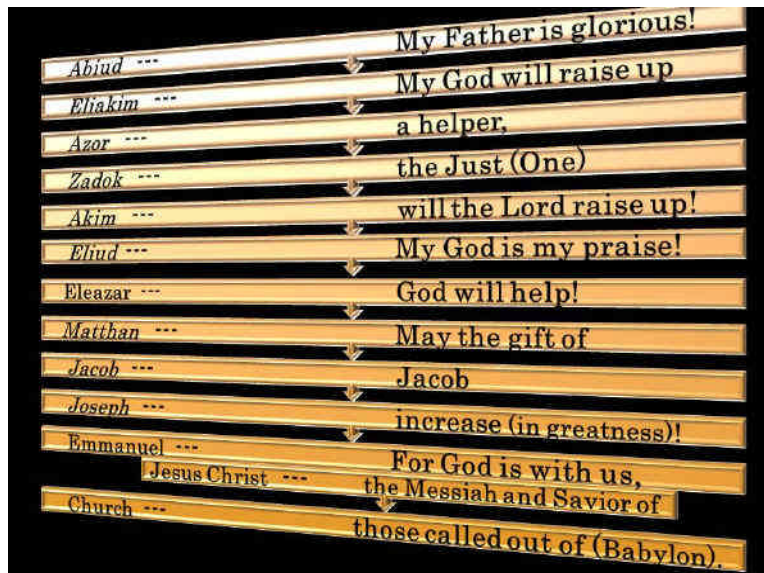 Abiud --- My Father is glorious!
Eliakim --- My God will raise up
Azor --- a helper,
Zadok --- the Just (One)
Akim --- will the Lord raise up!
Eliud --- My God is my praise!
Eleazar --- God will help!
Matthan --- May the gift of
Jacob --- Jacob
Joseph --- increase (in greatness)!
Emmanuel --- For God is with us,
Jesus Christ --- the Messiah and Savior of
Church --- those called out of (Babylon).